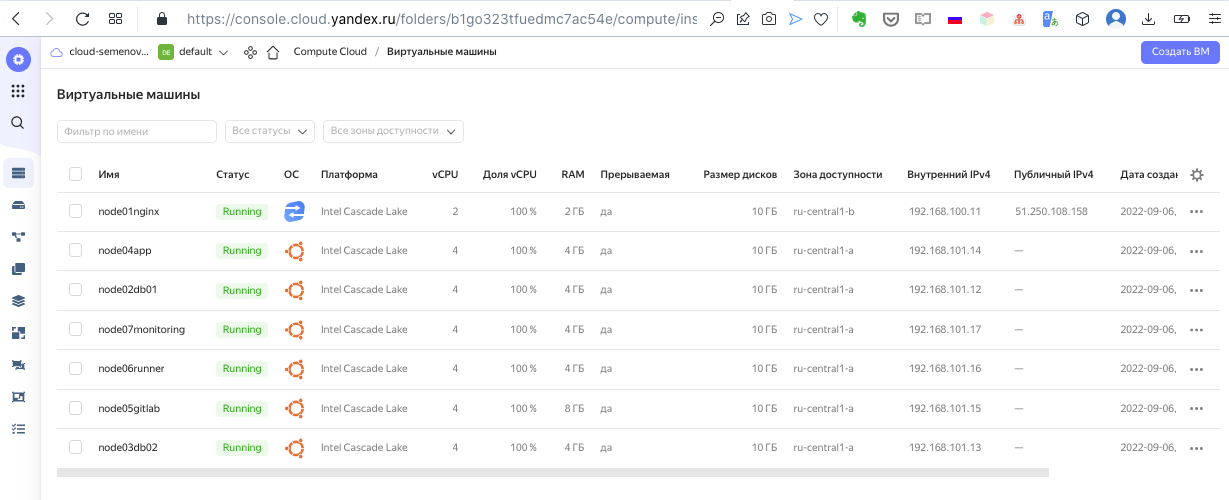 https://console.cloud.yandex.ru/folders/b1go323tfuedmc7ac54e/compute/ins
cloud-semenov... DE default Compute Cloud / Виртуальные машины Создать ВМ
Виртуальные машины
Фильтр по имени Все статусы Все зоны доступности
Имя Статус ОС Платформа vCPU Доля vCPU RAM Прерываемая Размер дисков Зона доступности Внутренний IPv4 Публичный IPv4 Дата создан
node01nginx Running Intel Cascade Lake 2 100 % 2 ГБ да 10 ГБ ru-central1-b 192.168.100.11 51.250.108.158 2022-09-06,
node04app Running Intel Cascade Lake 4 100 % 4 ГБ да 10 ГБ ru-central1-a 192.168.101.14 — 2022-09-06,
node02db01 Running Intel Cascade Lake 4 100 % 4 ГБ да 10 ГБ ru-central1-a 192.168.101.12 — 2022-09-06,
node07monitoring Running Intel Cascade Lake 4 100 % 4 ГБ да 10 ГБ ru-central1-a 192.168.101.17 — 2022-09-06,
node06runner Running Intel Cascade Lake 4 100 % 4 ГБ да 10 ГБ ru-central1-a 192.168.101.16 — 2022-09-06,
node05gitlab Running Intel Cascade Lake 4 100 % 8 ГБ да 10 ГБ ru-central1-a 192.168.101.15 — 2022-09-06,
node03db02 Running Intel Cascade Lake 4 100 % 4 ГБ да 10 ГБ ru-central1-a 192.168.101.13 — 2022-09-06,